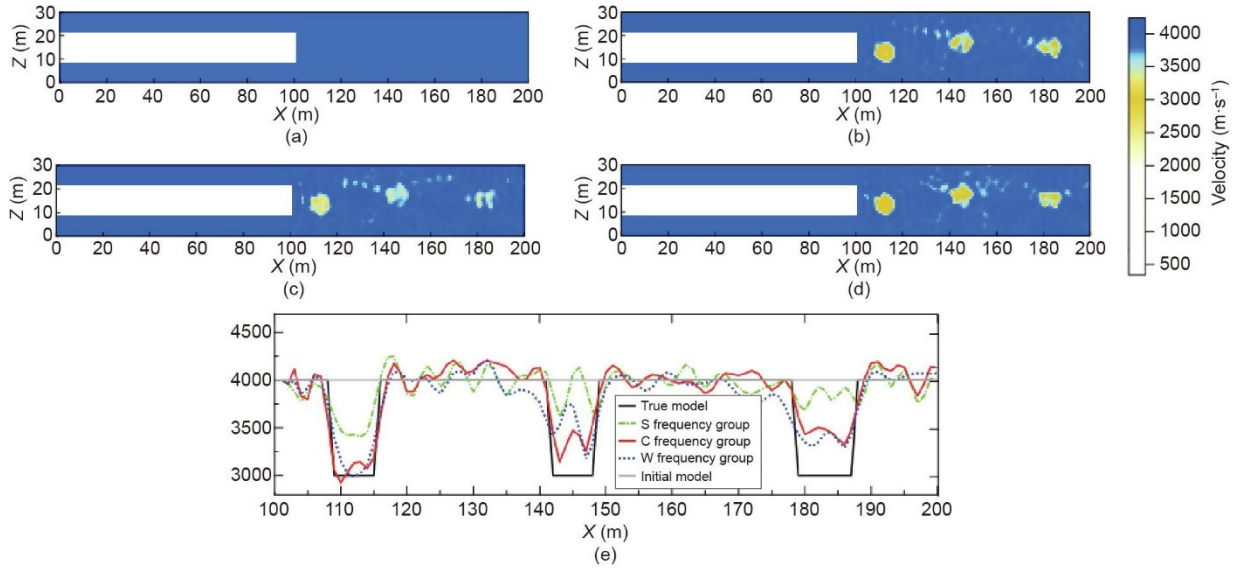 30
20
10
0
Z (m)
0 20 40 60 80 100 120 140 160 180 200
X (m)
(a)
30
20
10
0
Z (m)
0 20 40 60 80 100 120 140 160 180 200
X (m)
(b)
30
20
10
0
Z (m)
0 20 40 60 80 100 120 140 160 180 200
X (m)
(c)
30
20
10
0
Z (m)
0 20 40 60 80 100 120 140 160 180 200
X (m)
(d)
4000
3500
3000
2500
2000
1500
1000
500
Velocity (m·s⁻¹)
4500
4000
3500
3000
True model
S frequency group
C frequency group
W frequency group
Initial model
100 110 120 130 140 150 160 170 180 190 200
X (m)
(e)